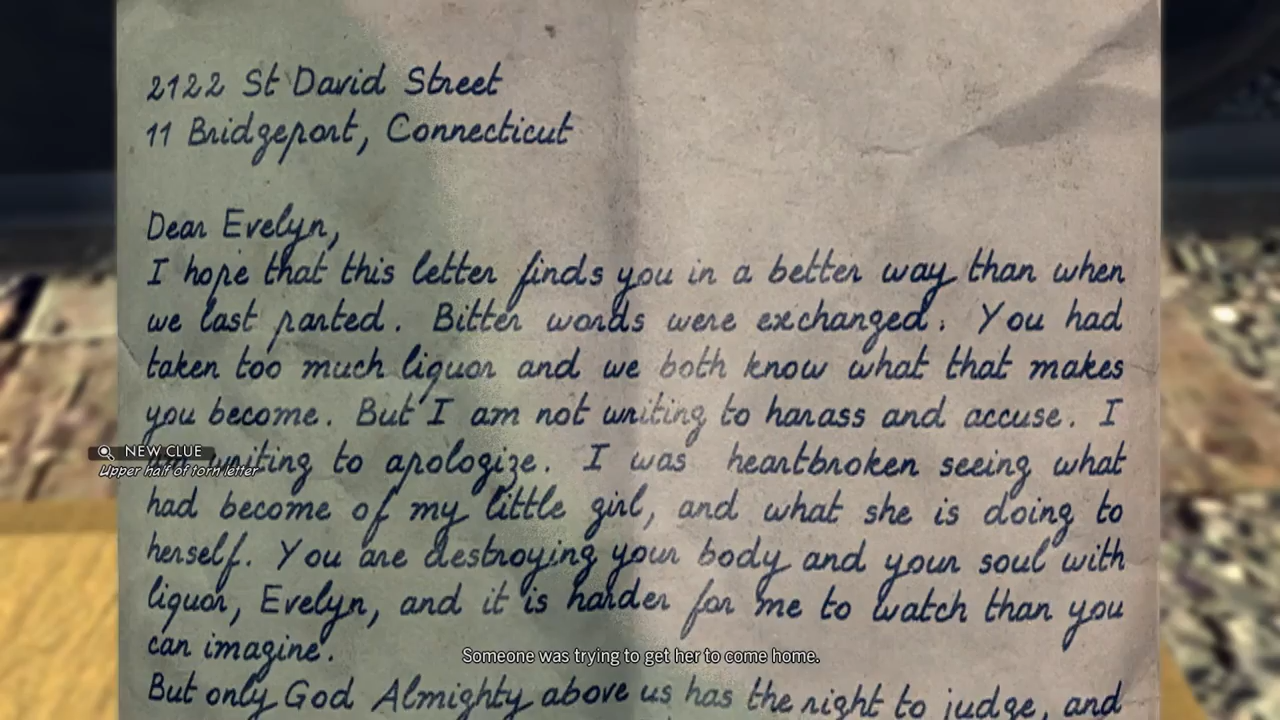 2122 St David Street
11 Bridgeport, Connecticut
Dear Evelyn,
I hope that this letter finds you in a better way than when
we last parted. Bitter words were exchanged. You had
taken too much liquor and we both know what that makes
you become. But I am not writing to harass and accuse. I
am writing to apologize. I was heartbroken seeing what
had become of my little girl, and what she is doing to
herself. You are destroying your body and your soul with
liquor, Evelyn, and it is harder for me to watch than you
can imagine.
But only God Almighty above us has the right to judge, and
NEW CLUE
Upper half of torn letter
Someone was trying to get her to come home.